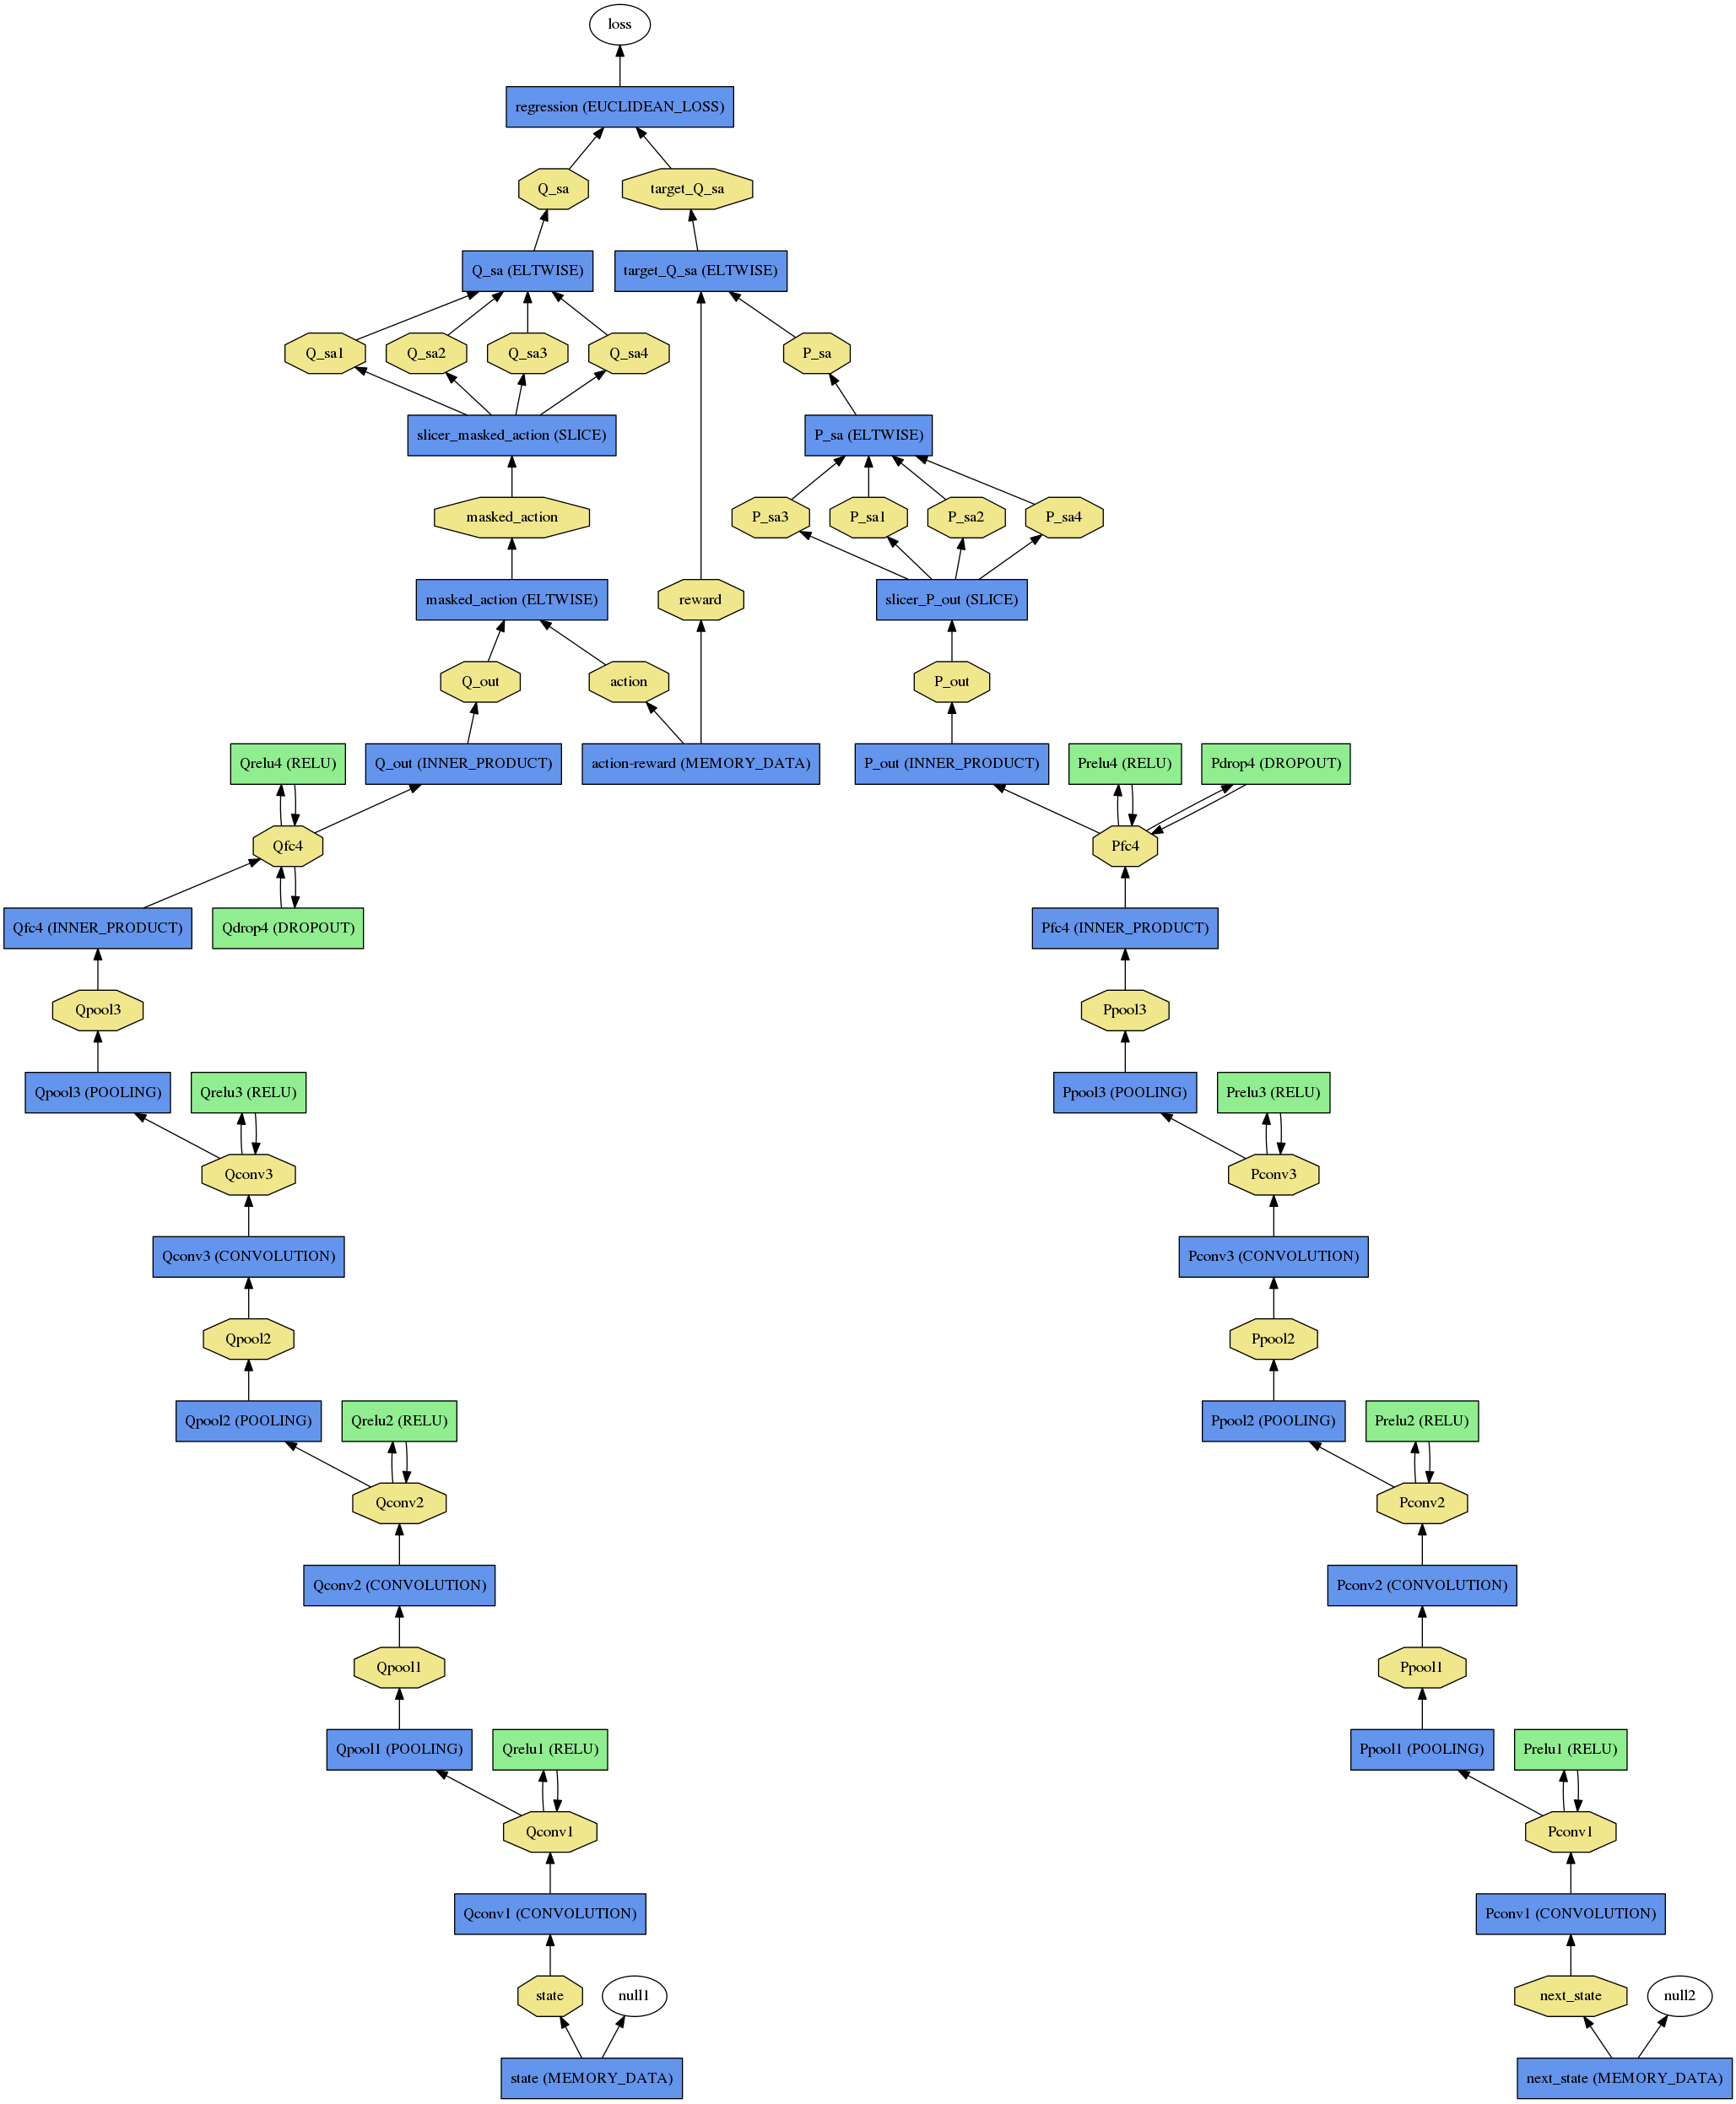 loss
regression (EUCLIDEAN_LOSS)
Q_sa
target_Q_sa
Q_sa (ELTWISE)
target_Q_sa (ELTWISE)
Q_sa1
Q_sa2
Q_sa3
Q_sa4
P_sa
slicer_masked_action (SLICE)
P_sa (ELTWISE)
masked_action
P_sa3
P_sa1
P_sa2
P_sa4
masked_action (ELTWISE)
reward
slicer_P_out (SLICE)
Q_out
action
P_out
Qrelu4 (RELU)
Q_out (INNER_PRODUCT)
action-reward (MEMORY_DATA)
P_out (INNER_PRODUCT)
Prelu4 (RELU)
Pdrop4 (DROPOUT)
Qfc4
Pfc4
Qfc4 (INNER_PRODUCT)
Qdrop4 (DROPOUT)
Pfc4 (INNER_PRODUCT)
Qpool3
Ppool3
Qpool3 (POOLING)
Qrelu3 (RELU)
Ppool3 (POOLING)
Prelu3 (RELU)
Qconv3
Pconv3
Qconv3 (CONVOLUTION)
Pconv3 (CONVOLUTION)
Qpool2
Ppool2
Qpool2 (POOLING)
Qrelu2 (RELU)
Ppool2 (POOLING)
Prelu2 (RELU)
Qconv2
Pconv2
Qconv2 (CONVOLUTION)
Pconv2 (CONVOLUTION)
Qpool1
Ppool1
Qpool1 (POOLING)
Qrelu1 (RELU)
Ppool1 (POOLING)
Prelu1 (RELU)
Qconv1
Pconv1
Qconv1 (CONVOLUTION)
Pconv1 (CONVOLUTION)
state
null1
next_state
null2
state (MEMORY_DATA)
next_state (MEMORY_DATA)